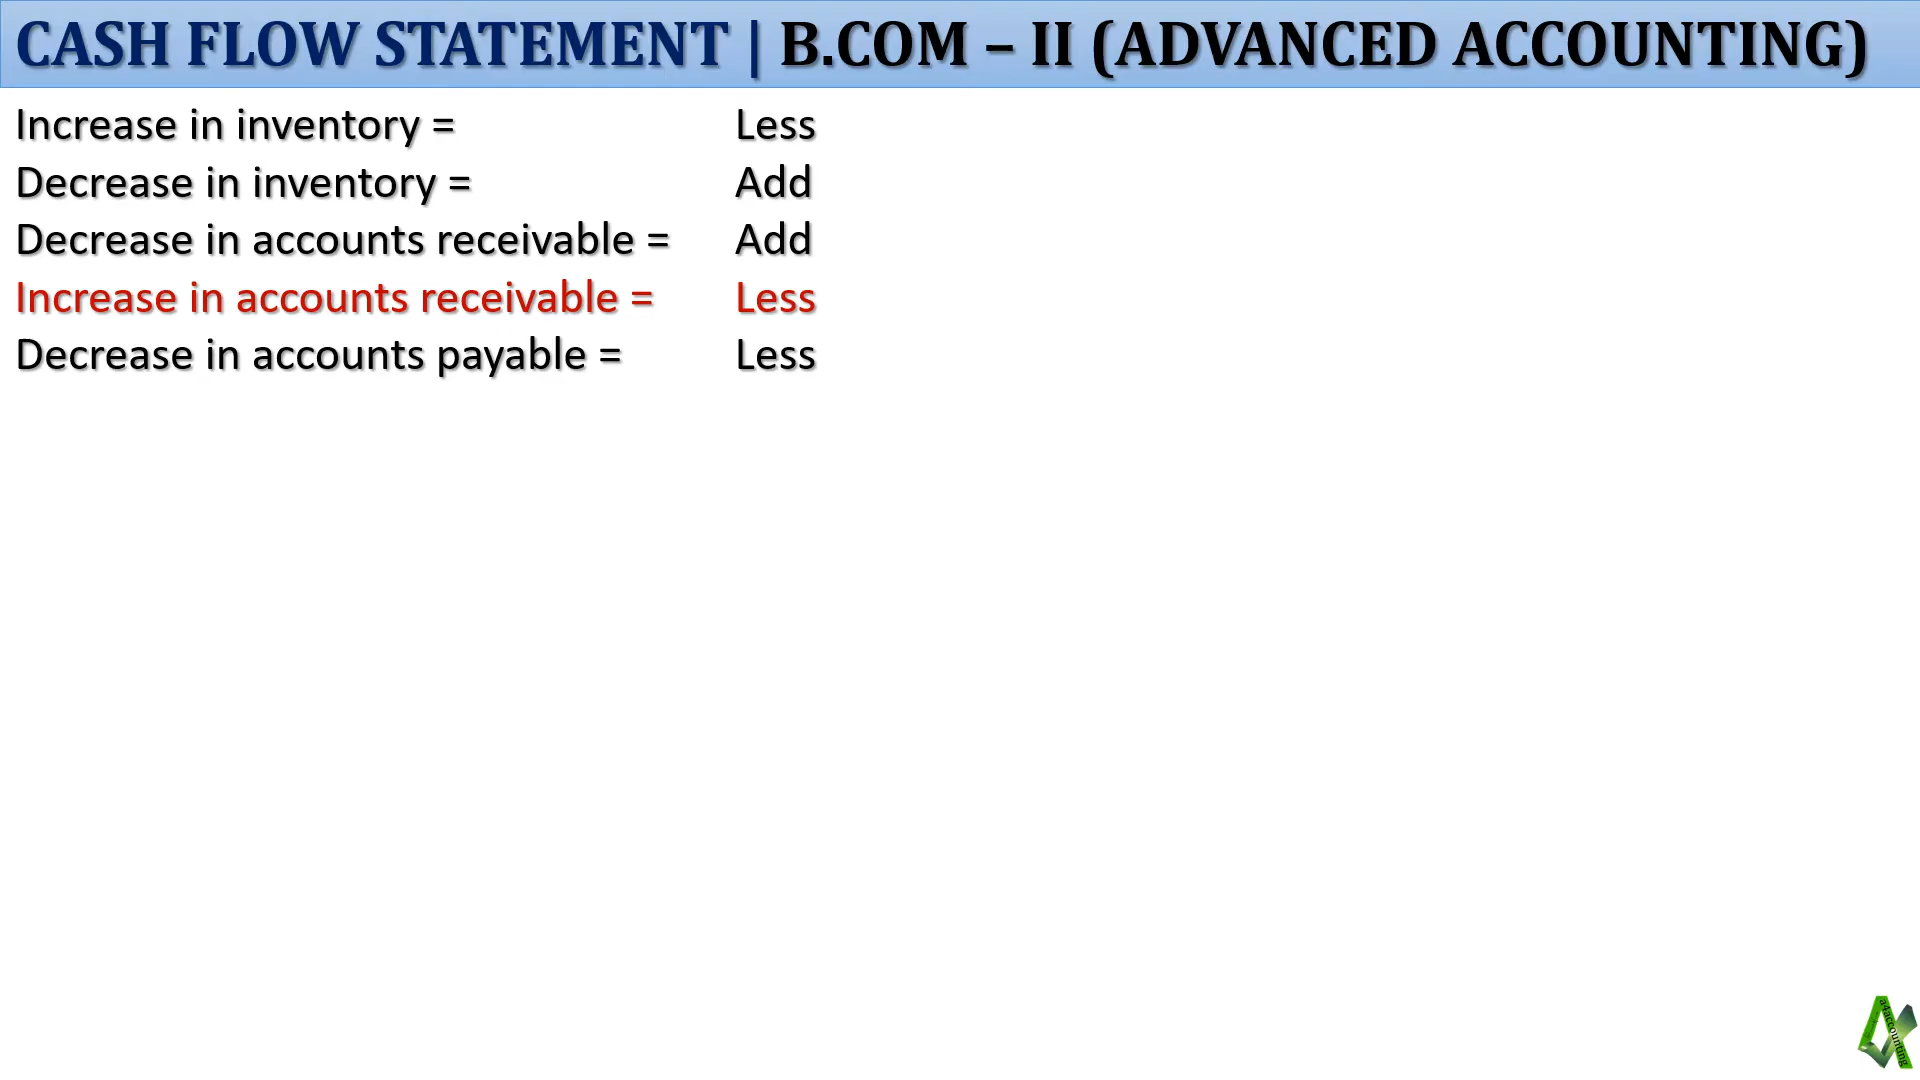 CASH FLOW STATEMENT | B.COM – II (ADVANCED ACCOUNTING)
Increase in inventory = Less
Decrease in inventory = Add
Decrease in accounts receivable = Add
Increase in accounts receivable = Less
Decrease in accounts payable = Less
a4accounting